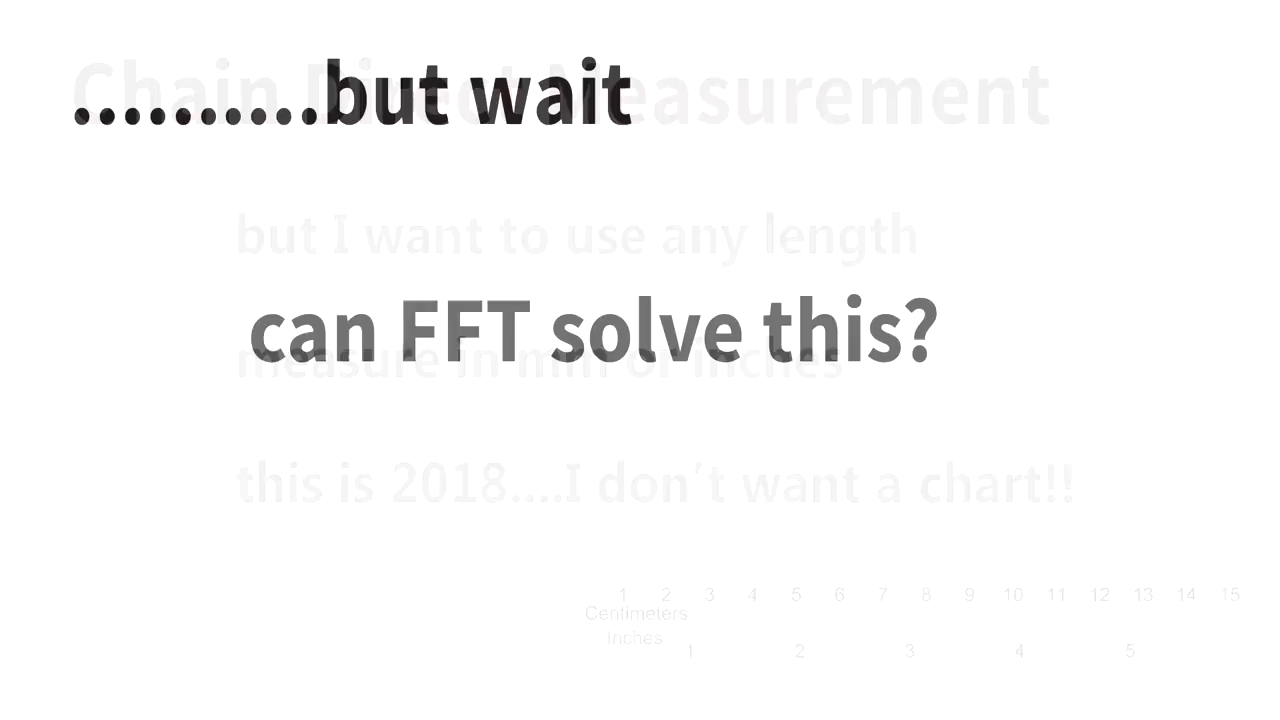 Chain Direct Measurement
..........but wait
but I want to use any length
can FFT solve this?
measure in mm or inches
this is 2018....I don't want a chart!!
1 2 3 4 5 6 7 8 9 10 11 12 13 14 15
Centimeters
Inches
1 2 3 4 5